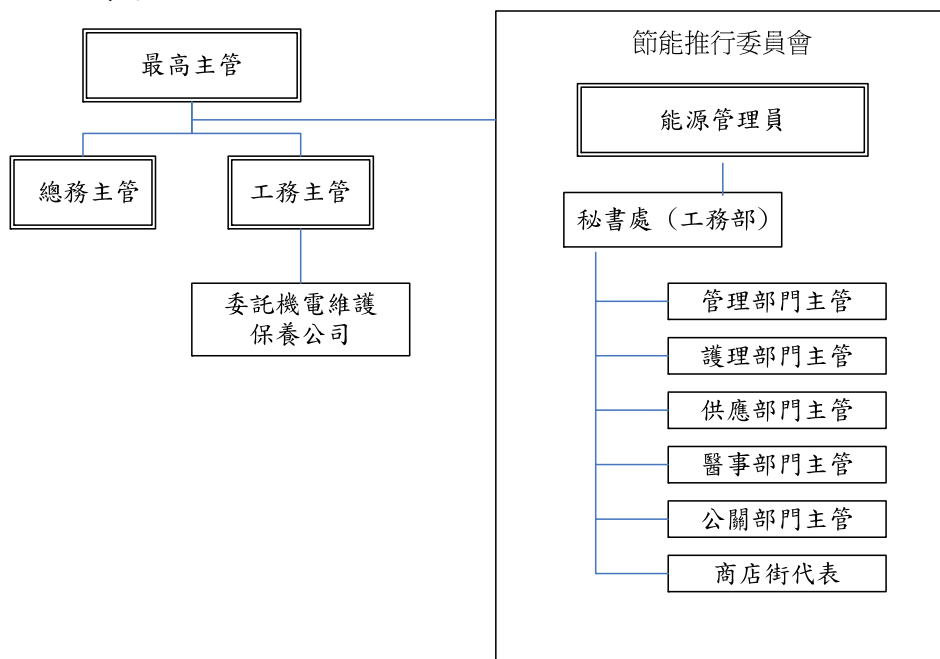 最高主管
總務主管
工務主管
委託機電維護
保養公司
節能推行委員會
能源管理員
秘書處（工務部）
管理部門主管
護理部門主管
供應部門主管
醫事部門主管
公關部門主管
商店街代表